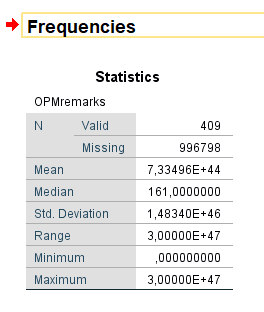 Frequencies
Statistics
OPMremarks
N Valid 409
Missing 996798
Mean 7,33496E+44
Median 161,0000000
Std. Deviation 1,48340E+46
Range 3,00000E+47
Minimum ,000000000
Maximum 3,00000E+47